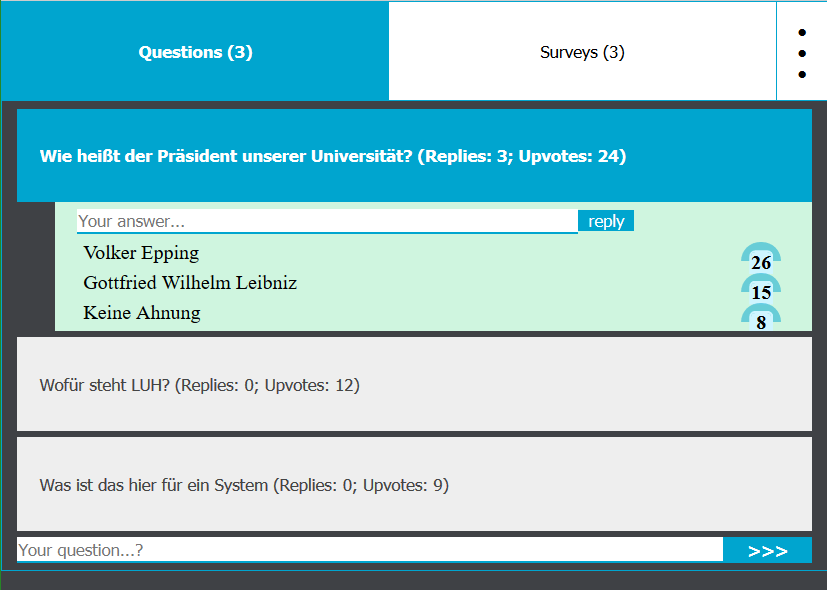 Questions (3)
Surveys (3)
Wie heißt der Präsident unserer Universität? (Replies: 3; Upvotes: 24)
Your answer...
reply
Volker Epping
26
Gottfried Wilhelm Leibniz
15
Keine Ahnung
8
Wofür steht LUH? (Replies: 0; Upvotes: 12)
Was ist das hier für ein System (Replies: 0; Upvotes: 9)
Your question...?
>>>